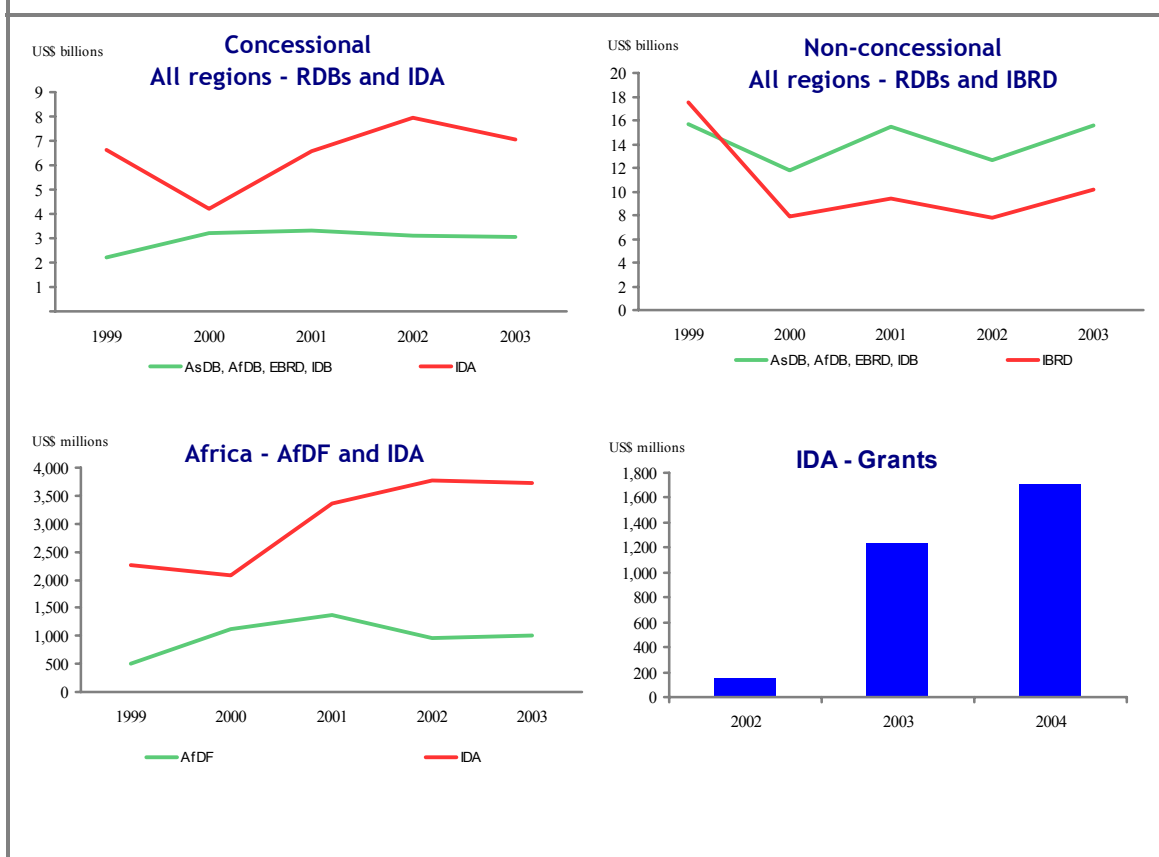 US$ billions
Concessional
All regions - RDBs and IDA
9
8
7
6
5
4
3
2
1
1999 2000 2001 2002 2003
AsDB, AfDB, EBRD, IDB IDA
US$ billions
Non-concessional
All regions - RDBs and IBRD
20
18
16
14
12
10
8
6
4
2
0
1999 2000 2001 2002 2003
AsDB, AfDB, EBRD, IDB IBRD
US$ millions
Africa - AfDF and IDA
4,000
3,500
3,000
2,500
2,000
1,500
1,000
500
0
1999 2000 2001 2002 2003
AfDF IDA
US$ millions
IDA - Grants
1,800
1,600
1,400
1,200
1,000
800
600
400
200
0
2002 2003 2004